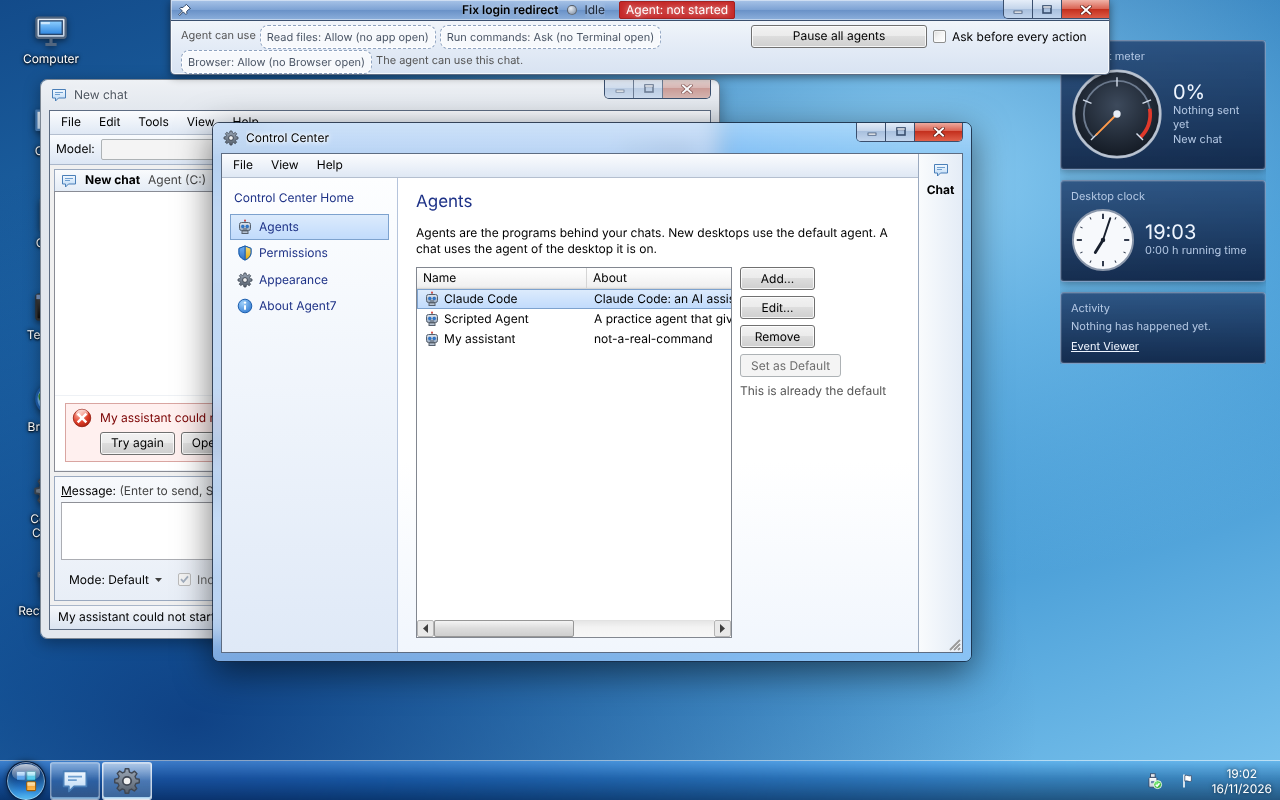 Fix login redirect Idle Agent: not started
Agent can use Read files: Allow (no app open) Run commands: Ask (no Terminal open)
Browser: Allow (no Browser open) The agent can use this chat.
Pause all agents Ask before every action
Computer
New chat
File Edit Tools View Help
Model:
New chat Agent (C:)
My assistant could
Try again
Message: (Enter to send,
Mode: Default
My assistant could not
Control Center
File View Help
Control Center Home
Agents
Permissions
Appearance
About Agent7
Agents
Agents are the programs behind your chats. New desktops use the default agent. A
chat uses the agent of the desktop it is on.
Name About
Claude Code Claude Code: an AI
Scripted Agent A practice agent that
My assistant not-a-real-command
Add...
Edit...
Remove
Set as Default
This is already the default
Chat
meter
0%
Nothing sent
yet
New chat
Desktop clock
19:03
0:00 h running time
Activity
Nothing has happened yet.
Event Viewer
19:02
16/11/2026